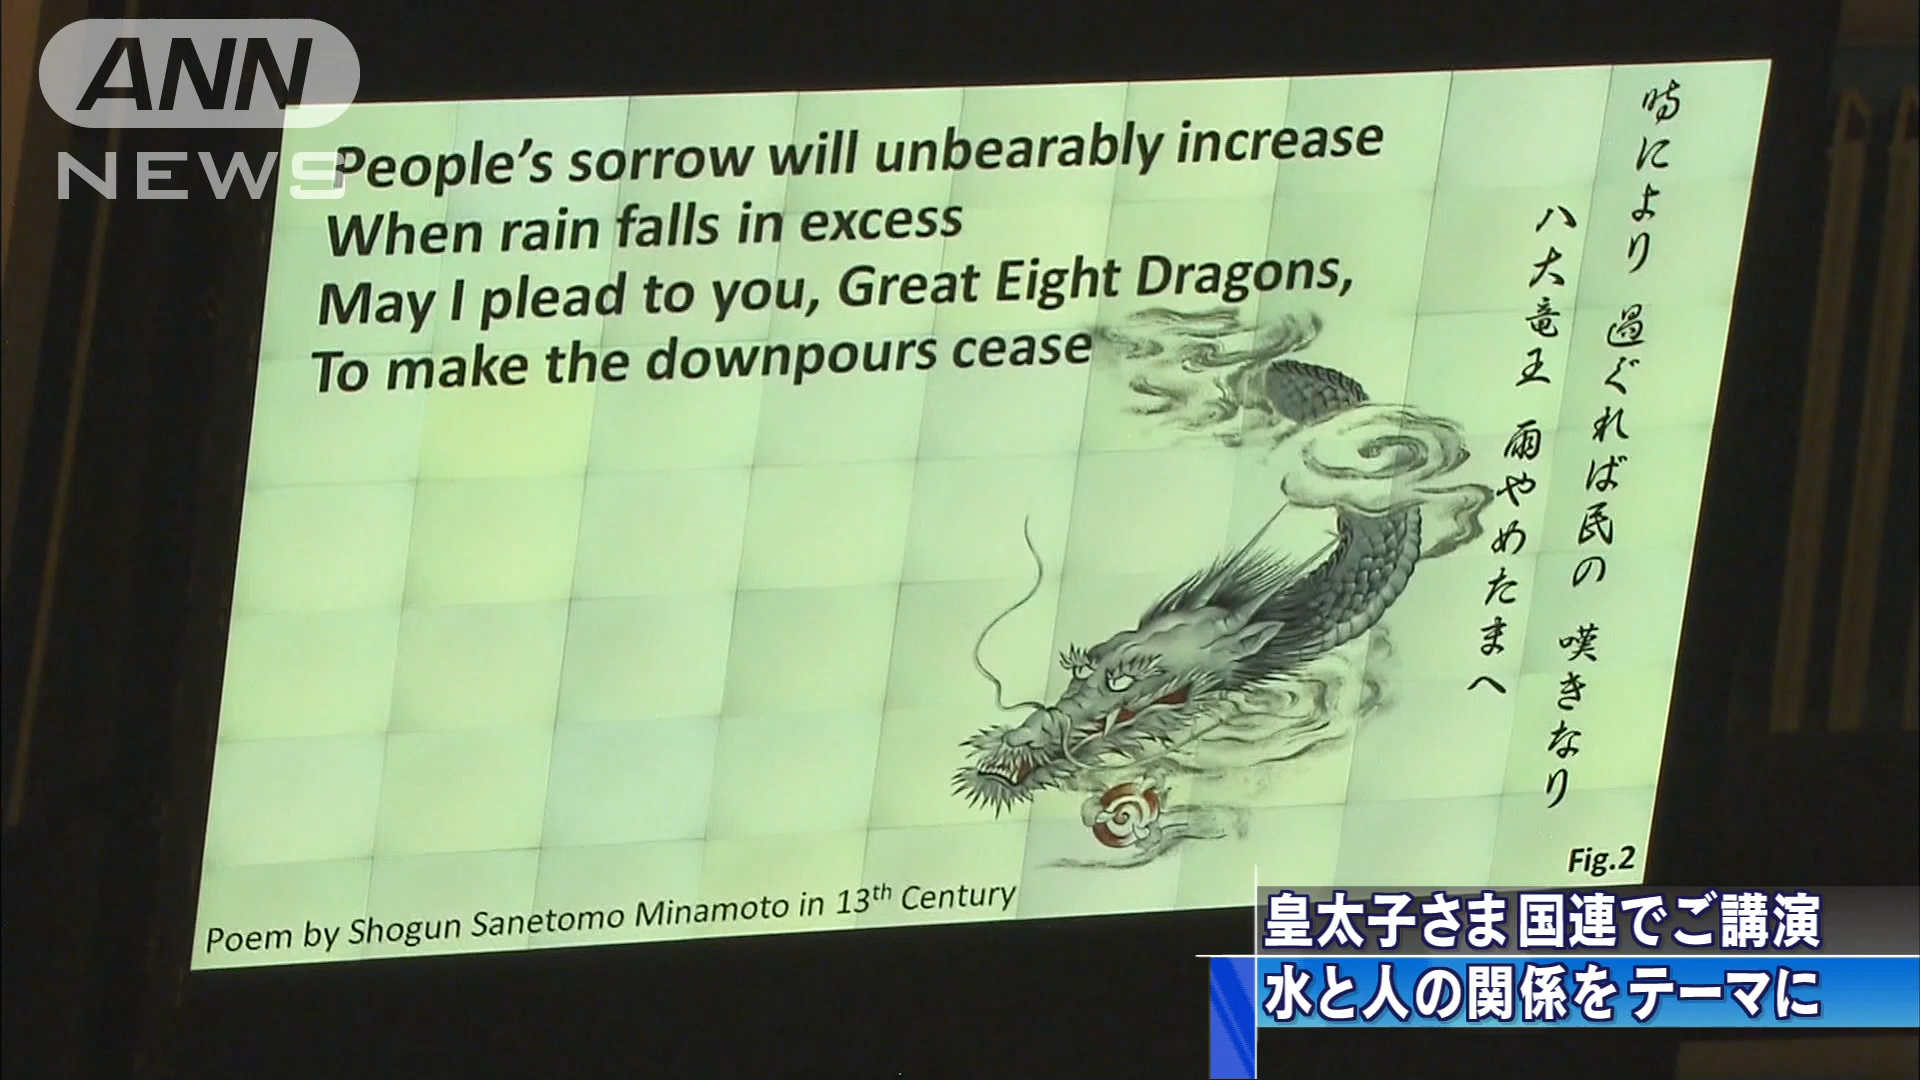 ANN
NEWS
People's sorrow will unbearably increase
When rain falls in excess
May I plead to you, Great Eight Dragons,
To make the downpours cease
時により 過ぐれば民の 嘆きなり
八大竜王 雨やめたまへ
Fig.2
Poem by Shogun Sanetomo Minamoto in 13th Century
皇太子さま 国連でご講演
水と人の関係をテーマに